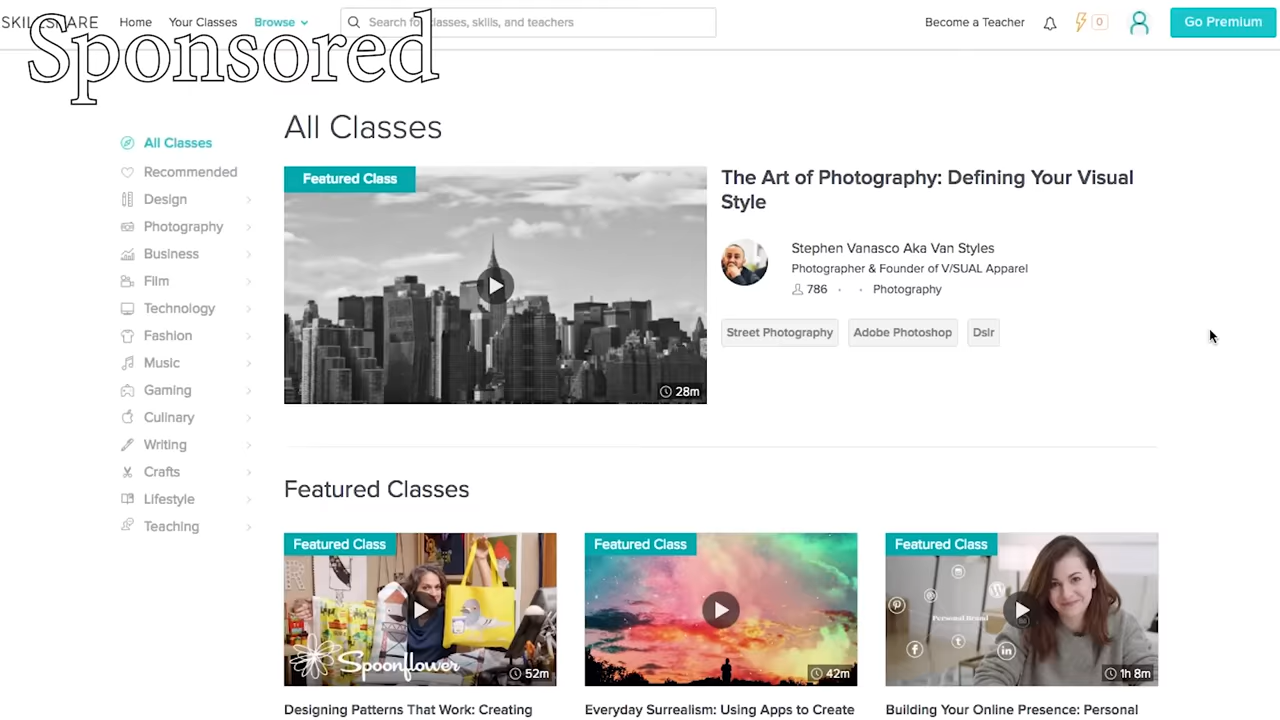 SKILLSHARE
Home
Your Classes
Browse
Search for classes, skills, and teachers
Become a Teacher
0
Go Premium
Sponsored
All Classes
Recommended
Design
Photography
Business
Film
Technology
Fashion
Music
Gaming
Culinary
Writing
Crafts
Lifestyle
Teaching
All Classes
Featured Class
28m
The Art of Photography: Defining Your Visual
Style
Stephen Vanasco Aka Van Styles
Photographer & Founder of V/SUAL Apparel
786
Photography
Street Photography
Adobe Photoshop
Dslr
Featured Classes
Featured Class
Spoonflower
52m
Designing Patterns That Work: Creating
Featured Class
42m
Everyday Surrealism: Using Apps to Create
Featured Class
Personal Brand
1h 8m
Building Your Online Presence: Personal